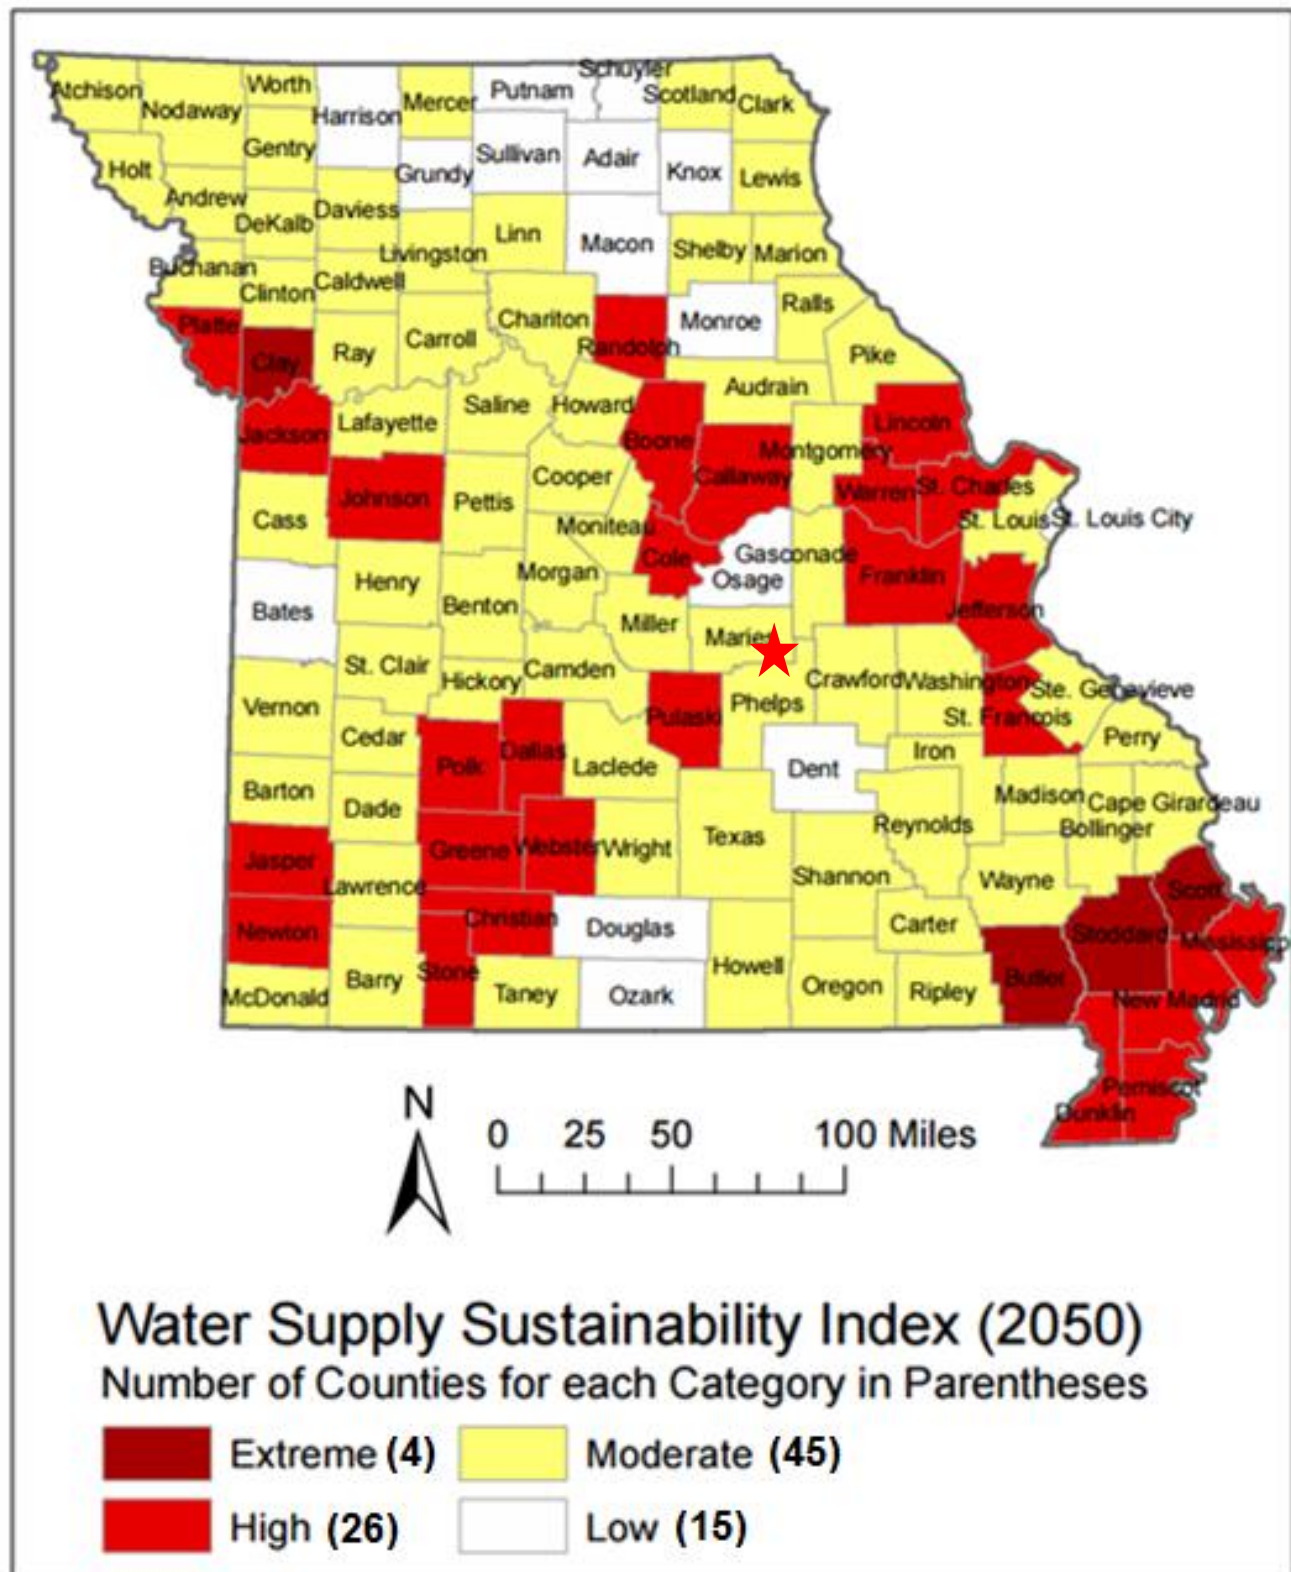 Atchison
Nodaway
Worth
Harrison
Mercer
Putnam
Schuyler
Scotland
Clark
Gentry
Holt
Grundy
Sullivan
Adair
Knox
Lewis
Andrew
DeKalb
Daviess
Livingston
Linn
Macon
Shelby
Marion
Buchanan
Clinton
Caldwell
Chariton
Monroe
Ralls
Platte
Clay
Ray
Carroll
Randolph
Pike
Audrain
Jackson
Lafayette
Saline
Howard
Boone
Callaway
Montgomery
Lincoln
Johnson
Pettis
Cooper
Warren
St. Charles
Cass
Moniteau
St. Louis
St. Louis City
Cole
Osage
Gasconade
Franklin
Bates
Henry
Benton
Morgan
Miller
Maries
Jefferson
St. Clair
Hickory
Camden
Crawford
Washington
Ste. Genevieve
Vernon
Cedar
Pulaski
Phelps
St. Francois
Perry
Polk
Dallas
Laclede
Dent
Iron
Barton
Dade
Texas
Reynolds
Madison
Cape Girardeau
Bollinger
Jasper
Greene
Webster
Wright
Lawrence
Shannon
Wayne
Scott
Newton
Christian
Douglas
Carter
Stoddard
Mississipp
McDonald
Barry
Stone
Taney
Ozark
Howell
Oregon
Ripley
Butler
New Madrid
Pemiscot
Dunklin
N
0 25 50 100 Miles
Water Supply Sustainability Index (2050)
Number of Counties for each Category in Parentheses
Extreme (4) Moderate (45)
High (26) Low (15)